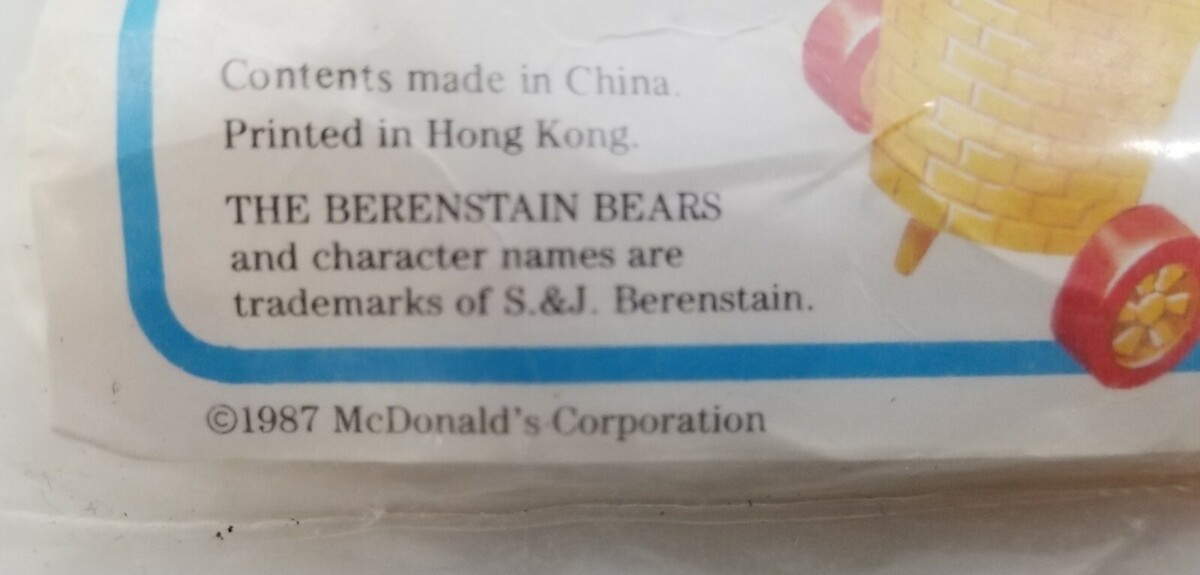 Contents made in China.
Printed in Hong Kong.
THE BERENSTAIN BEARS
and character names are
trademarks of S.&J. Berenstain.
©1987 McDonald's Corporation